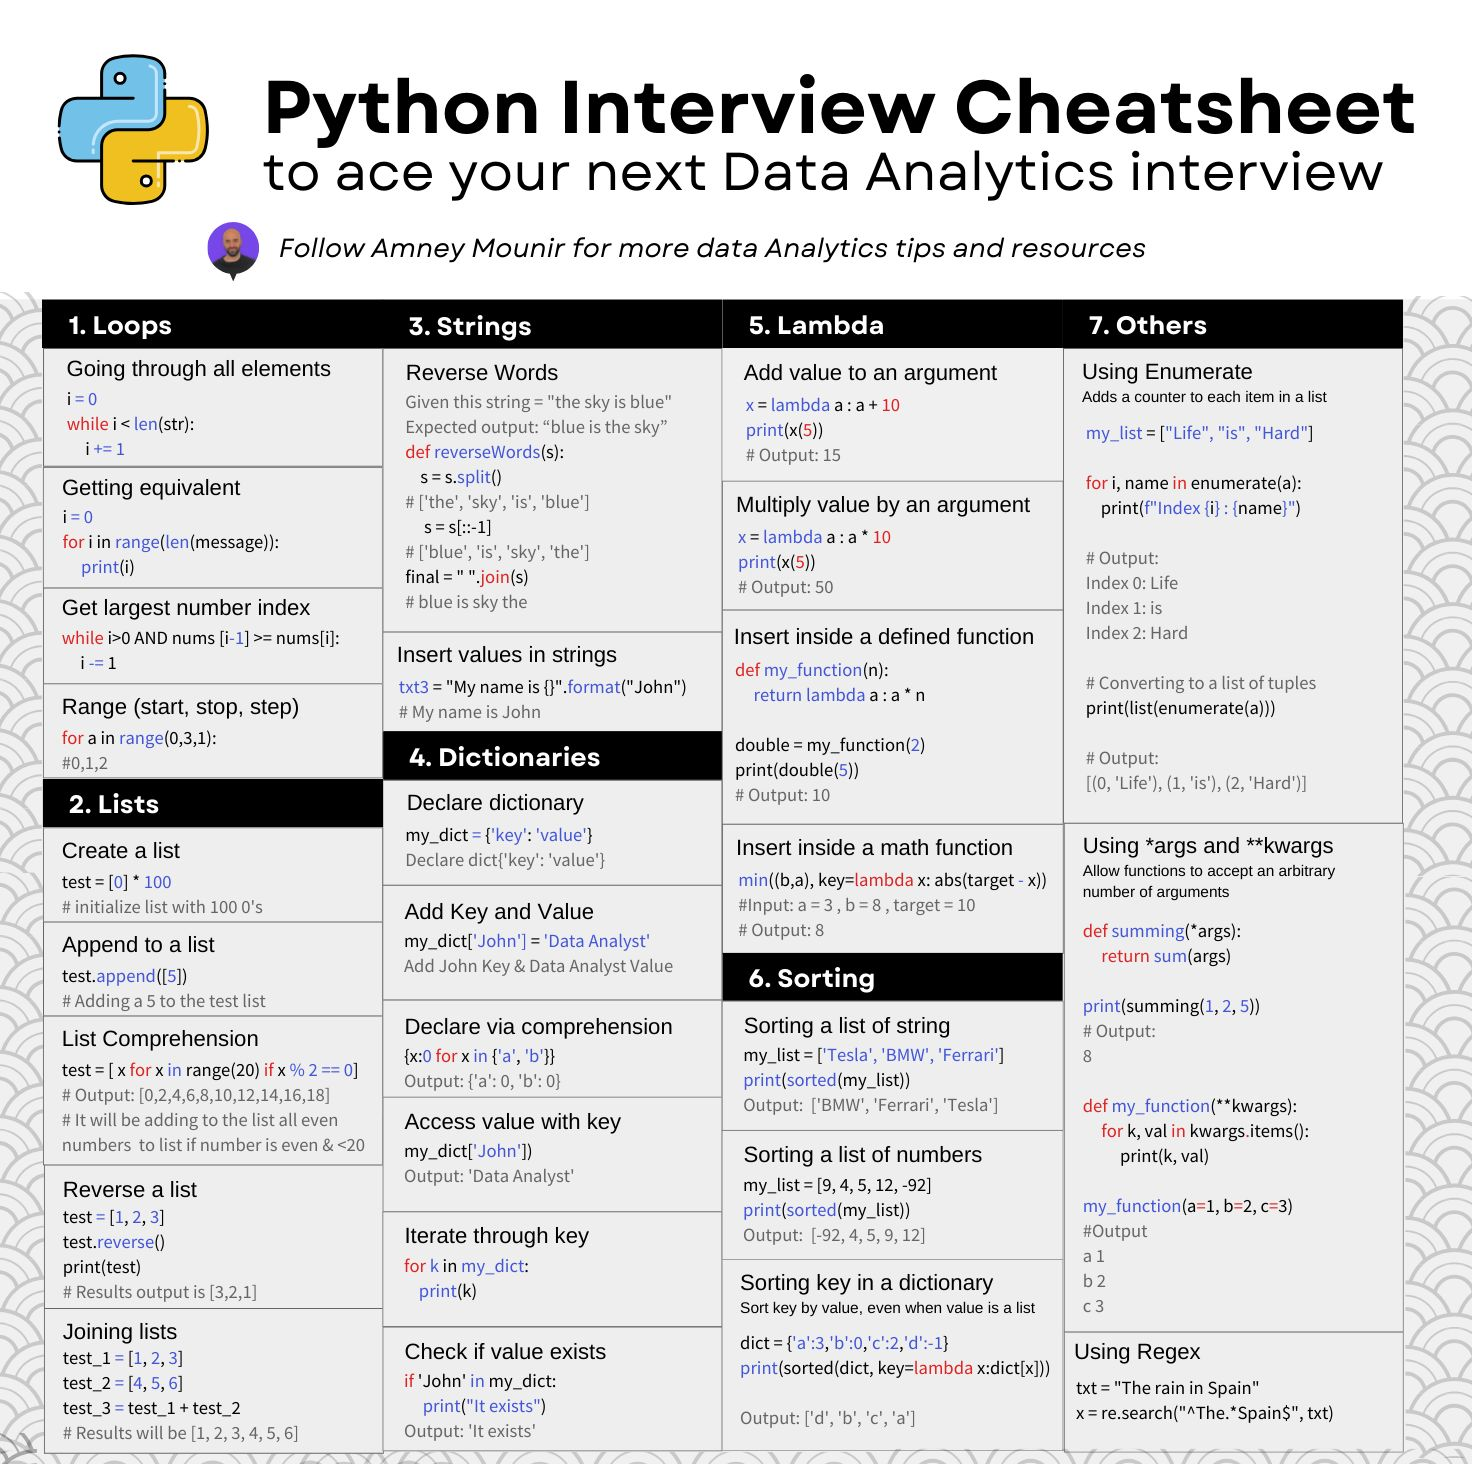 Python Interview Cheatsheet
to ace your next Data Analytics interview
Follow Amney Mounir for more data Analytics tips and resources
1. Loops
Going through all elements
i = 0
while i < len(str):
i += 1
Getting equivalent
i = 0
for i in range(len(message)):
print(i)
Get largest number index
while i>0 AND nums [i-1] >= nums[i]:
i -= 1
Range (start, stop, step)
for a in range(0,3,1):
#0,1,2
2. Lists
Create a list
test = [0] * 100
# initialize list with 100 0's
Append to a list
test.append([5])
# Adding a 5 to the test list
List Comprehension
test = [ x for x in range(20) if x % 2 == 0]
# Output: [0,2,4,6,8,10,12,14,16,18]
# It will be adding to the list all even
numbers to list if number is even & <20
Reverse a list
test = [1, 2, 3]
test.reverse()
print(test)
# Results output is [3,2,1]
Joining lists
test_1 = [1, 2, 3]
test_2 = [4, 5, 6]
test_3 = test_1 + test_2
# Results will be [1, 2, 3, 4, 5, 6]
3. Strings
Reverse Words
Given this string = "the sky is blue"
Expected output: “blue is the sky”
def reverseWords(s):
s = s.split()
# ['the', 'sky', 'is', 'blue']
s = s[::-1]
# ['blue', 'is', 'sky', 'the']
final = " ".join(s)
# blue is sky the
Insert values in strings
txt3 = "My name is {}".format("John")
# My name is John
4. Dictionaries
Declare dictionary
my_dict = {'key': 'value'}
Declare dict{'key': 'value'}
Add Key and Value
my_dict['John'] = 'Data Analyst'
Add John Key & Data Analyst Value
Declare via comprehension
{x:0 for x in {'a', 'b'}}
Output: {'a': 0, 'b': 0}
Access value with key
my_dict['John'])
Output: 'Data Analyst'
Iterate through key
for k in my_dict:
print(k)
Check if value exists
if 'John' in my_dict:
print("It exists")
Output: 'It exists'
5. Lambda
Add value to an argument
x = lambda a : a + 10
print(x(5))
# Output: 15
Multiply value by an argument
x = lambda a : a * 10
print(x(5))
# Output: 50
Insert inside a defined function
def my_function(n):
return lambda a : a * n
double = my_function(2)
print(double(5))
# Output: 10
Insert inside a math function
min((b,a), key=lambda x: abs(target - x))
#Input: a = 3 , b = 8 , target = 10
# Output: 8
6. Sorting
Sorting a list of string
my_list = ['Tesla', 'BMW', 'Ferrari']
print(sorted(my_list))
Output: ['BMW', 'Ferrari', 'Tesla']
Sorting a list of numbers
my_list = [9, 4, 5, 12, -92]
print(sorted(my_list))
Output: [-92, 4, 5, 9, 12]
Sorting key in a dictionary
Sort key by value, even when value is a list
dict = {'a':3,'b':0,'c':2,'d':-1}
print(sorted(dict, key=lambda x:dict[x]))
Output: ['d', 'b', 'c', 'a']
7. Others
Using Enumerate
Adds a counter to each item in a list
my_list = ["Life", "is", "Hard"]
for i, name in enumerate(a):
print(f"Index {i} : {name}")
# Output:
Index 0: Life
Index 1: is
Index 2: Hard
# Converting to a list of tuples
print(list(enumerate(a)))
# Output:
[(0, 'Life'), (1, 'is'), (2, 'Hard')]
Using *args and **kwargs
Allow functions to accept an arbitrary
number of arguments
def summing(*args):
return sum(args)
print(summing(1, 2, 5))
# Output:
8
def my_function(**kwargs):
for k, val in kwargs.items():
print(k, val)
my_function(a=1, b=2, c=3)
#Output
a 1
b 2
c 3
Using Regex
txt = "The rain in Spain"
x = re.search("^The.*Spain$", txt)